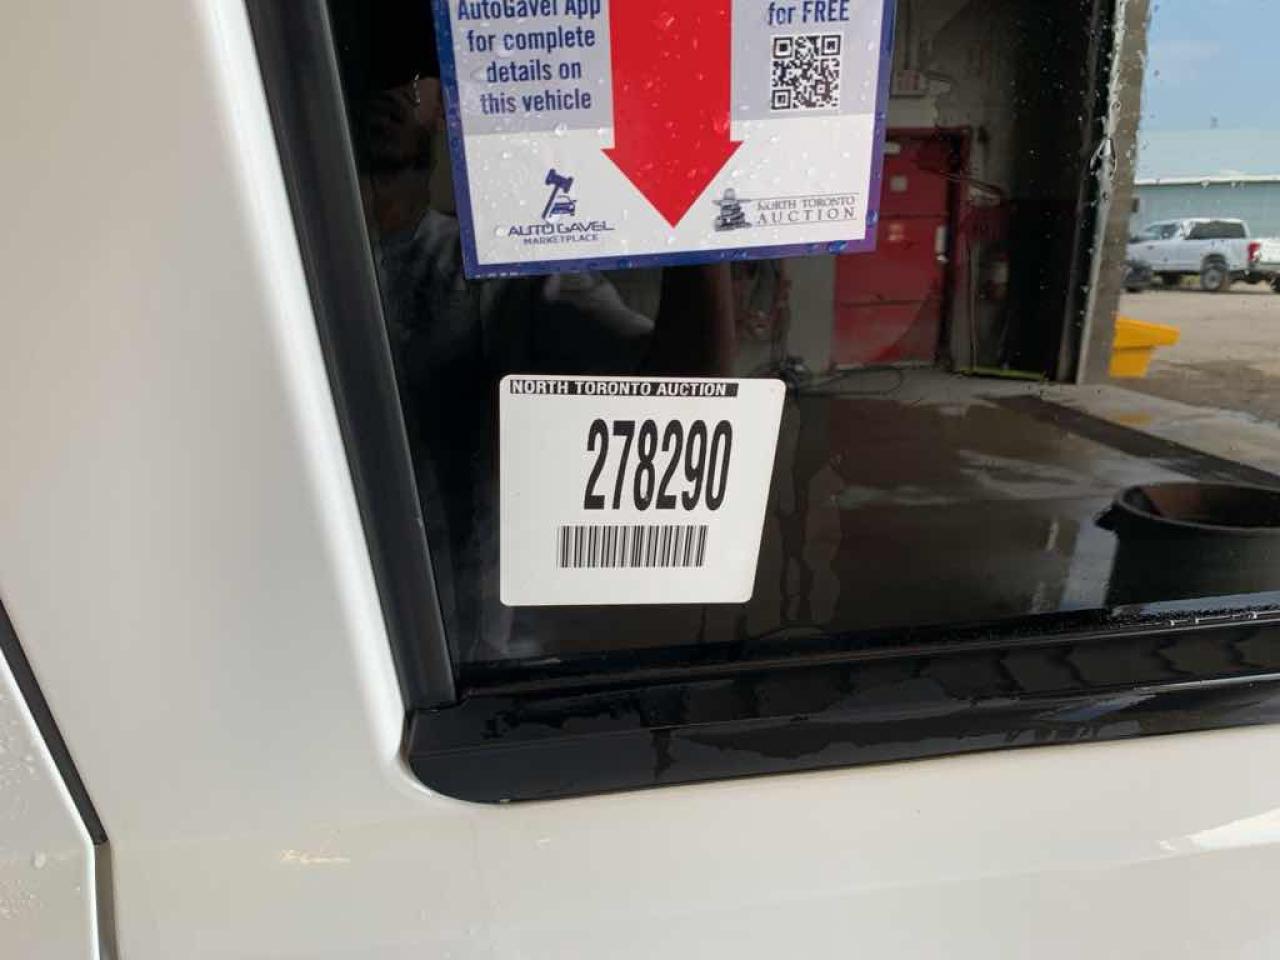 AutoGavel App
for complete
details on
this vehicle
for FREE
AUTOGAVEL
MARKETPLACE
NORTH TORONTO
AUCTION
NORTH TORONTO AUCTION
278290